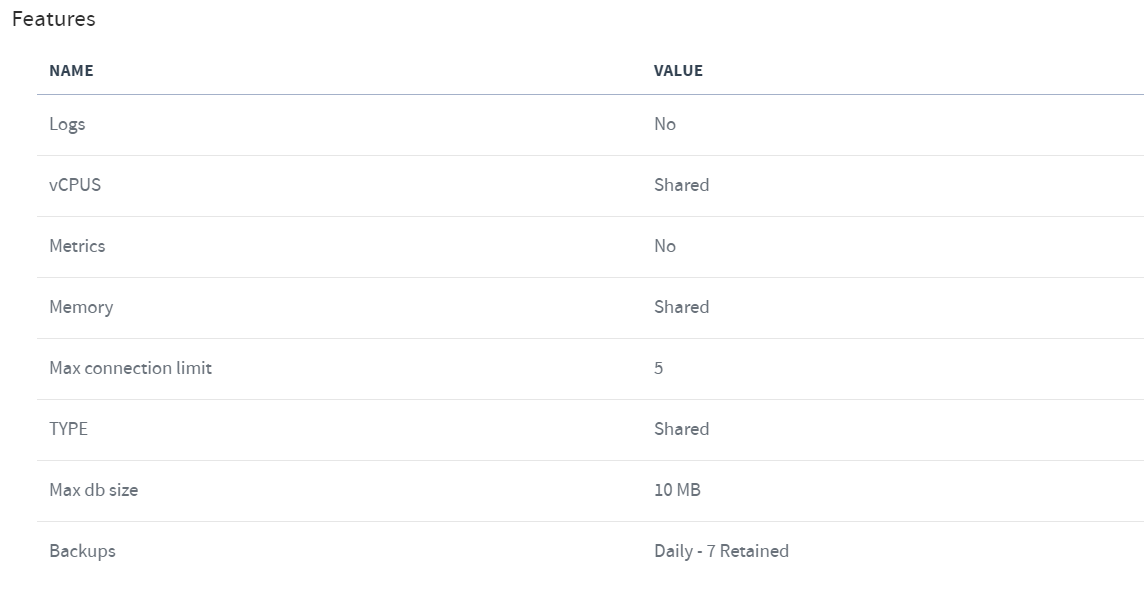 Features
NAME VALUE
Logs No
vCPUS Shared
Metrics No
Memory Shared
Max connection limit 5
TYPE Shared
Max db size 10 MB
Backups Daily - 7 Retained